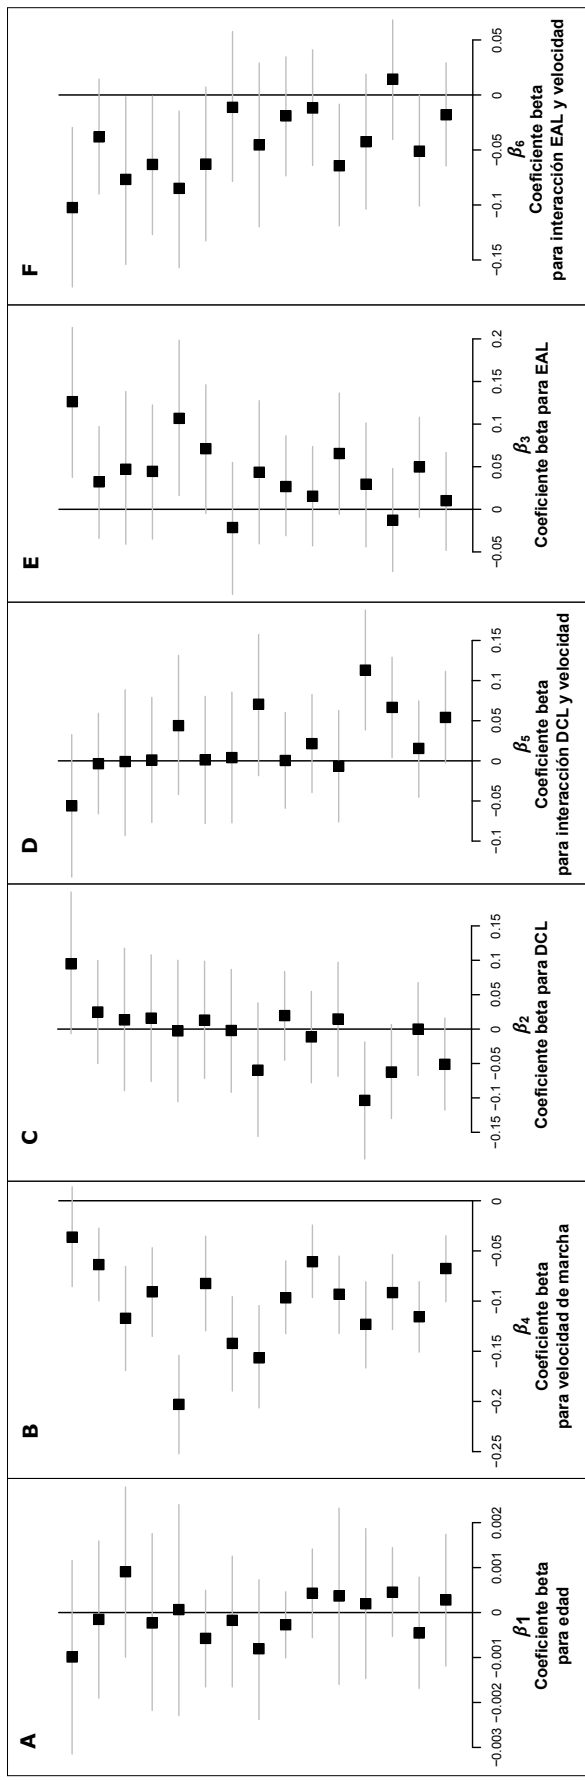 A
−0.003 −0.002 −0.001 0 0.001 0.002
β1
Coeficiente beta
para edad
B
−0.25 −0.2 −0.15 −0.1 −0.05 0
β4
Coeficiente beta
para velocidad de marcha
C
−0.15 −0.1 −0.05 0 0.05 0.1 0.15
β2
Coeficiente beta para DCL
D
−0.1 −0.05 0 0.05 0.1 0.15
β5
Coeficiente beta
para interacción DCL y velocidad
E
−0.05 0 0.05 0.1 0.15 0.2
β3
Coeficiente beta para EAL
F
−0.15 −0.1 −0.05 0 0.05
β6
Coeficiente beta
para interacción EAL y velocidad